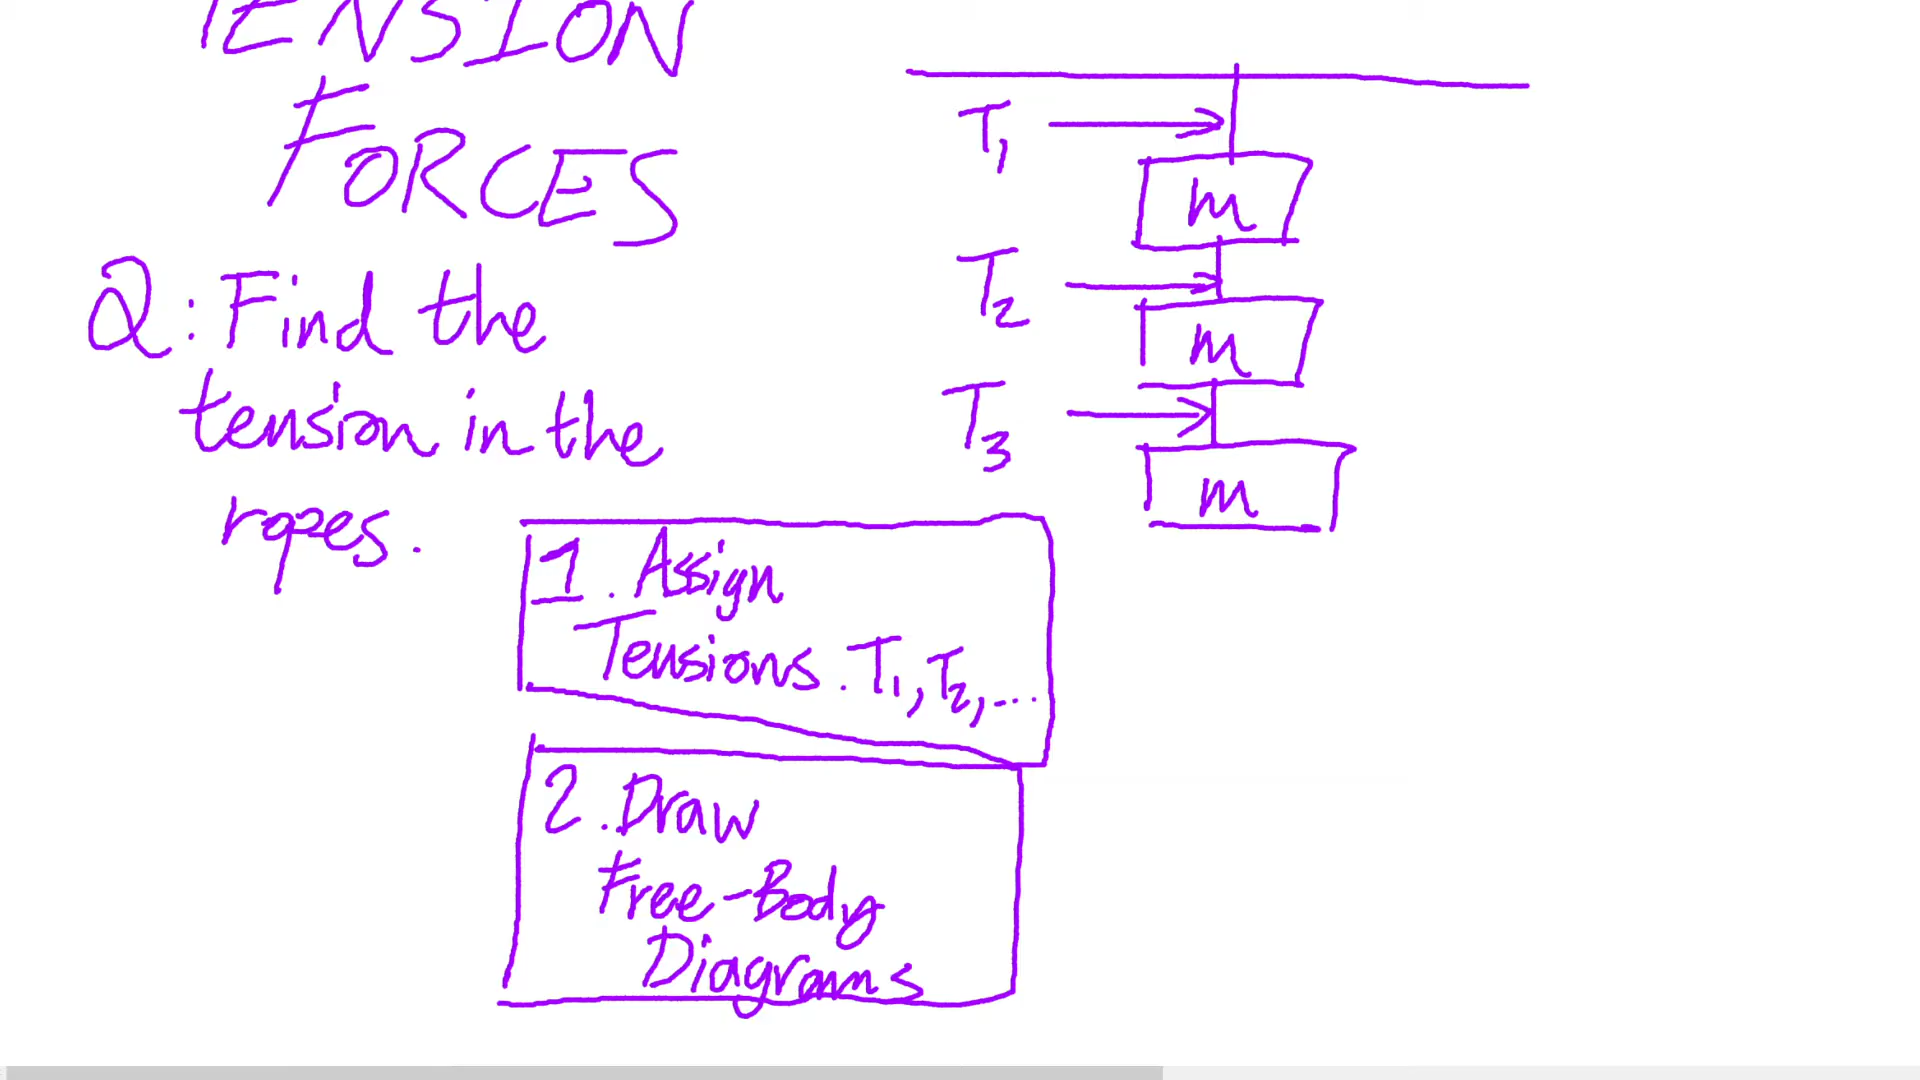 TENSION
FORCES
Q: Find the
tension in the
ropes.
T₁
m
T₂
m
T₃
m
1. Assign
Tensions. T₁, T₂, ...
2. Draw
Free-Body
Diagrams